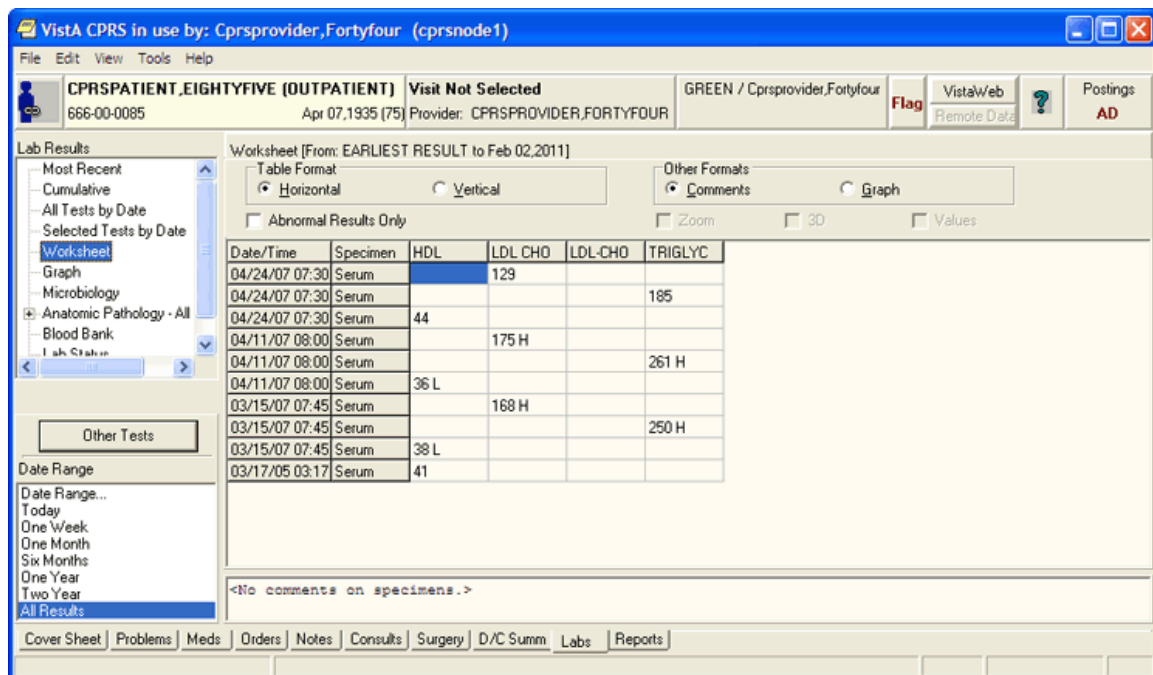 VistA CPRS in use by: Cprsprovider,Fortyfour (cprsnode1)
File Edit View Tools Help
CPRSPATIENT,EIGHTYFIVE (OUTPATIENT)
666-00-0085 Apr 07,1935 (75)
Visit Not Selected
Provider: CPRSPROVIDER,FORTYFOUR
GREEN / Cprsprovider,Fortyfour
Flag
VistaWeb
Remote Data
?
Postings
AD
Lab Results
Most Recent
Cumulative
All Tests by Date
Selected Tests by Date
Worksheet
Graph
Microbiology
Anatomic Pathology - All
Blood Bank
Lab Status
Other Tests
Date Range
Date Range...
Today
One Week
One Month
Six Months
One Year
Two Year
All Results
Worksheet [From: EARLIEST RESULT to Feb 02,2011]
Table Format
Horizontal Vertical
Other Formats
Comments Graph
Abnormal Results Only
Zoom 3D Values
Date/Time Specimen HDL LDL CHO LDL-CHO TRIGLYC
04/24/07 07:30 Serum 129
04/24/07 07:30 Serum 185
04/24/07 07:30 Serum 44
04/11/07 08:00 Serum 175 H
04/11/07 08:00 Serum 261 H
04/11/07 08:00 Serum 36 L
03/15/07 07:45 Serum 168 H
03/15/07 07:45 Serum 250 H
03/15/07 07:45 Serum 38 L
03/17/05 03:17 Serum 41
<No comments on specimens.>
Cover Sheet Problems Meds Orders Notes Consults Surgery D/C Summ Labs Reports